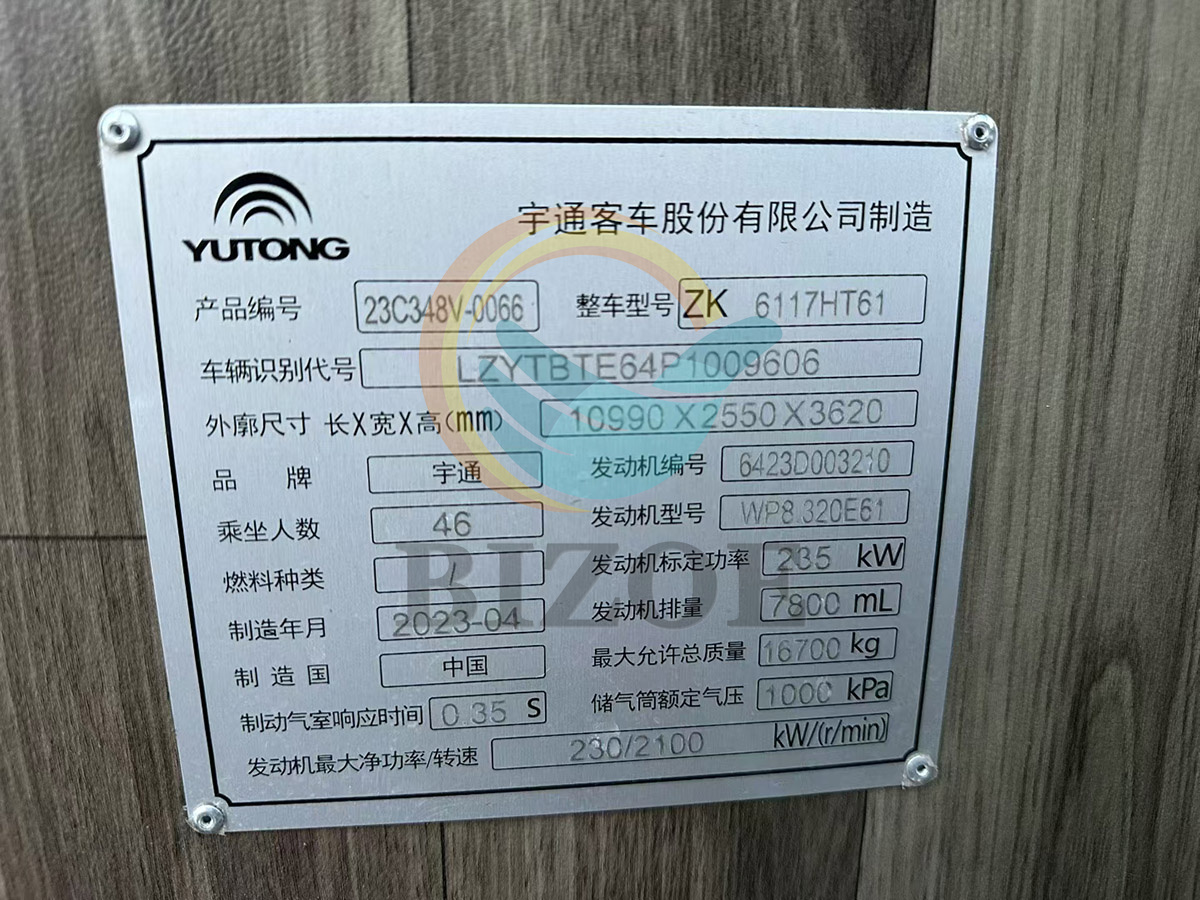 YUTONG
宇通客车股份有限公司制造
产品编号 23C348V-0066 整车型号 ZK 6117HT61
车辆识别代号 LZYTBTE64P1009606
外廓尺寸 长X宽X高(mm) 10990X2550X3620
品 牌 宇通 发动机编号 6423D003210
乘坐人数 46 发动机型号 WP8.320E61
燃料种类 / 发动机标定功率 235 kW
制造年月 2023-04 发动机排量 7800 mL
制造国 中国 最大允许总质量 16700 kg
制动气室响应时间 0.35 S 储气筒额定气压 1000 kPa
发动机最大净功率/转速 230/2100 kW/(r/min)